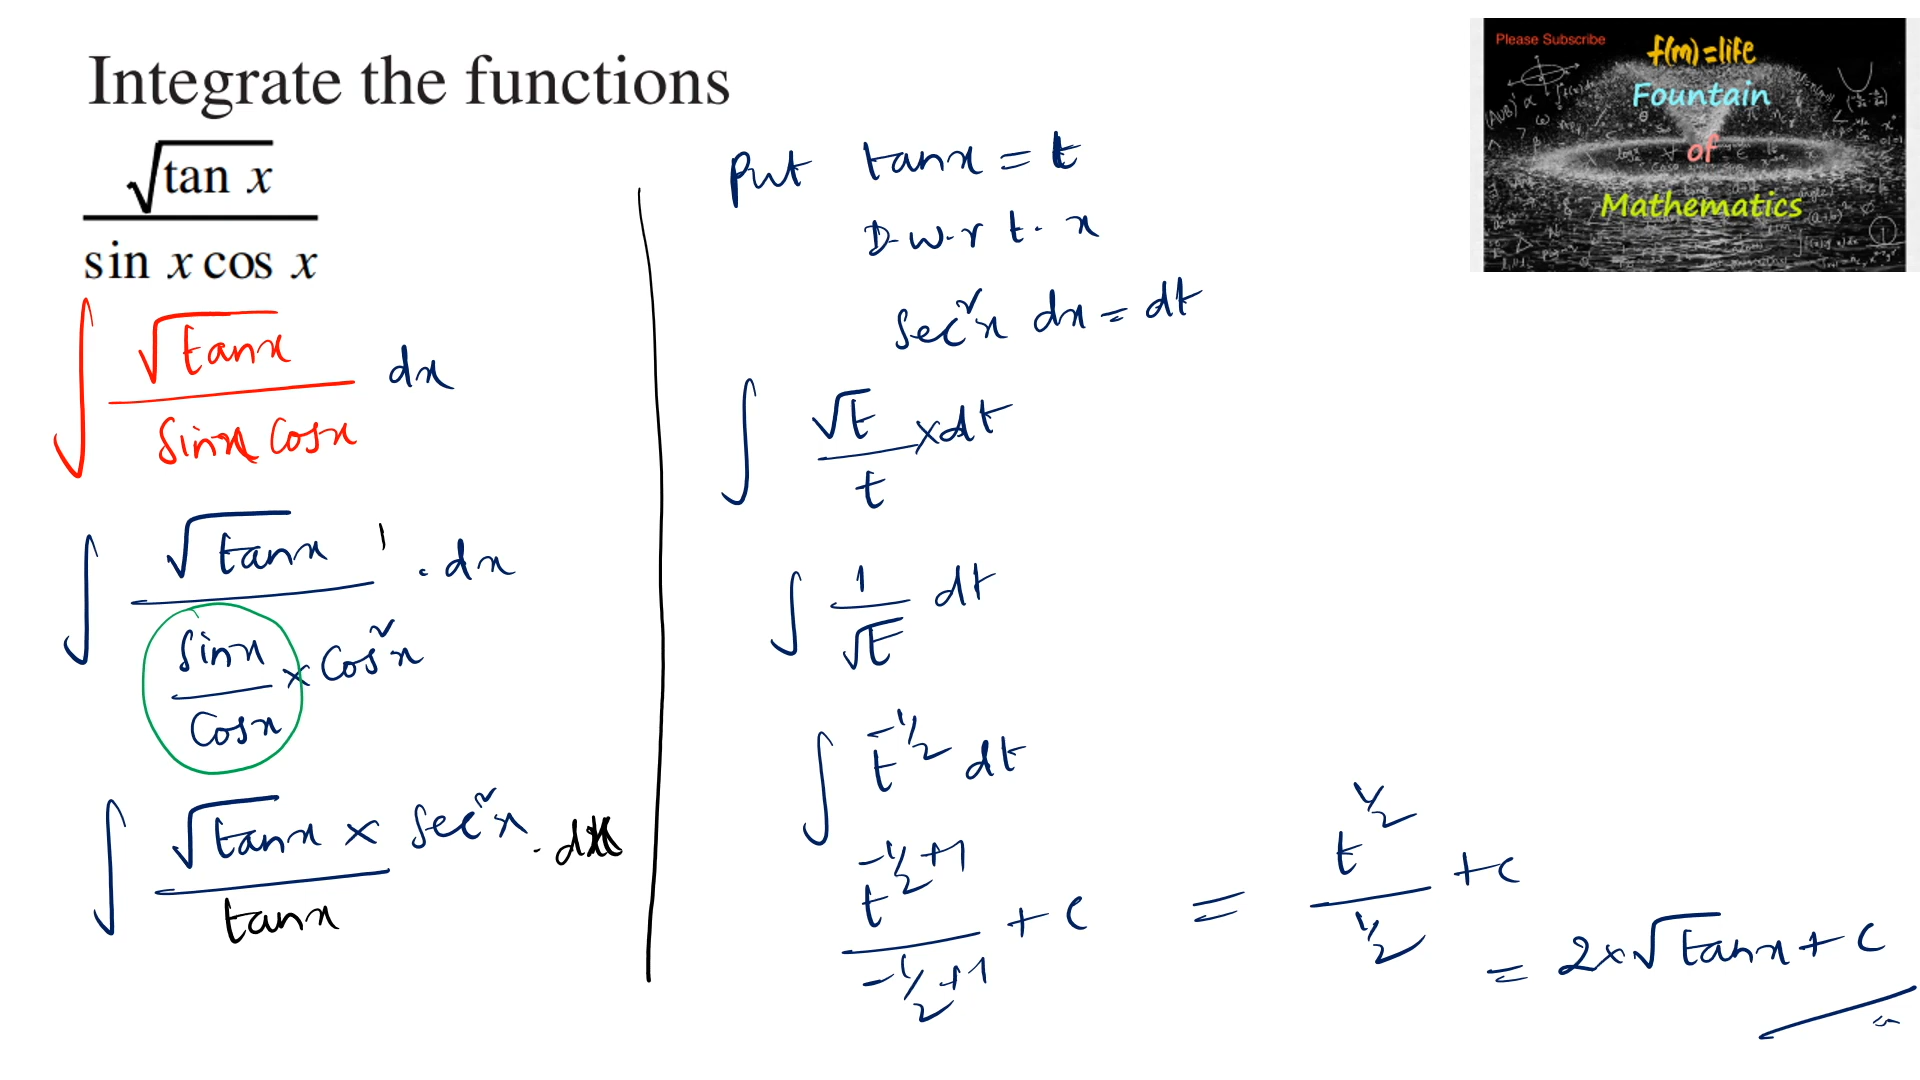 Integrate the functions
√tan x
sin x cos x
∫ √tanx / sinx cosx dx
∫ √tanx / (sinx / cosx × cos²x) . dx
∫ √tanx × sec²x / tanx . dx
Put tanx = t
D.w.r t. x
sec²x dx = dt
∫ √t / t × dt
∫ 1 / √t dt
∫ t^-1/2 dt
t^-1/2+1 / -1/2+1 + c = t^1/2 / 1/2 + c
= 2×√tanx + c
Please Subscribe
f(m)=life
Fountain
of
Mathematics